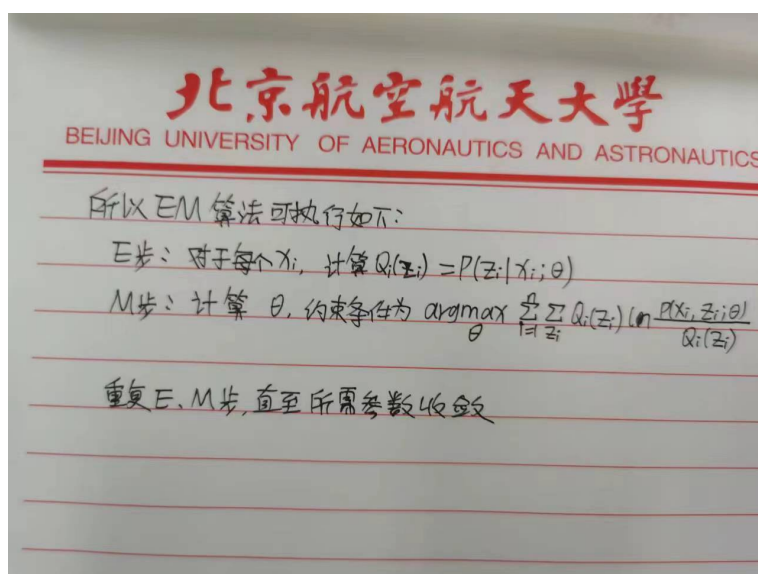 北京航空航天大學
BEIJING UNIVERSITY OF AERONAUTICS AND ASTRONAUTICS
所以EM算法可执行如下:
E步: 对于每个xᵢ, 计算Qᵢ(zᵢ)=P(zᵢ|xᵢ;θ)
M步: 计算 θ, 约束条件为 argmax_θ ∑_{i=1}^{n} ∑_{zᵢ} Qᵢ(zᵢ) ln P(xᵢ, zᵢ;θ)/Qᵢ(zᵢ)
重复E、M步,直至所需参数收敛